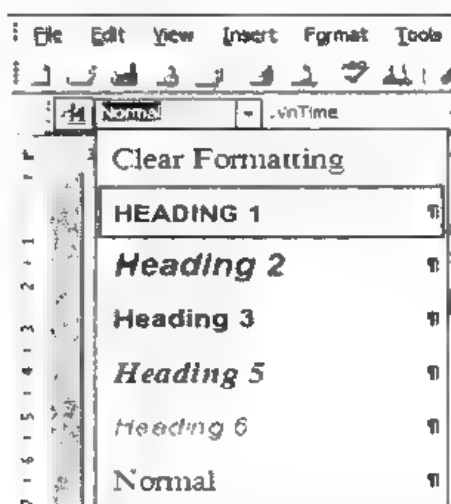 File Edit View Insert Format Tools
Normal .vnTime
Clear Formatting
HEADING 1 ¶
Heading 2 ¶
Heading 3 ¶
Heading 5 ¶
Heading 6 ¶
Normal ¶